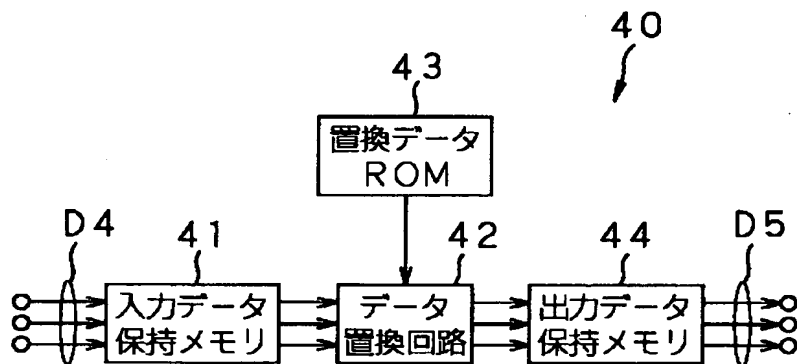 40
43
置換データ
ROM
D4
41
42
44
D5
入力データ
保持メモリ
データ
置換回路
出力データ
保持メモリ